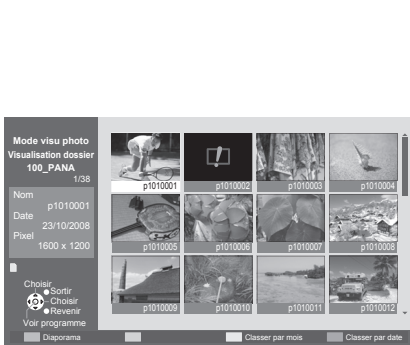 Mode visu photo
Visualisation dossier
100_PANA
1/38
Nom
p1010001
Date
23/10/2008
Pixel
1600 x 1200
Choisir
Sortir
Choisir
Revenir
Voir programme
p1010001 p1010002 p1010003 p1010004
p1010005 p1010006 p1010007 p1010008
p1010009 p1010010 p1010011 p1010012
Diaporama Classer par mois Classer par date